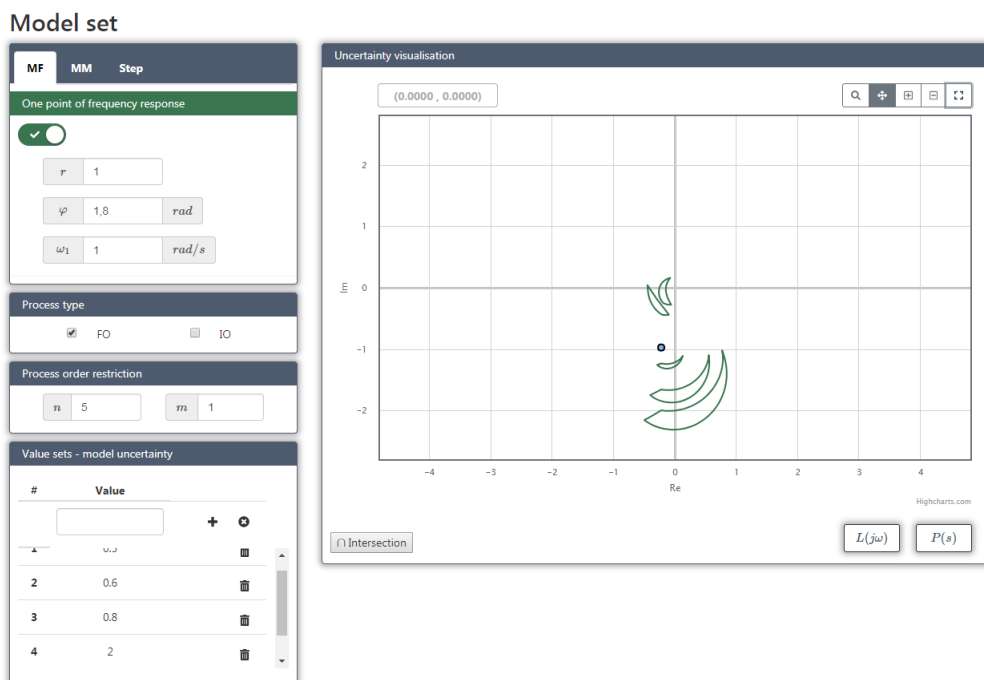 Model set
MF MM Step
One point of frequency response
r 1
φ 1,8 rad
ω1 1 rad/s
Process type
FO IO
Process order restriction
n 5 m 1
Value sets - model uncertainty
# Value
2 0.6
3 0.8
4 2
Uncertainty visualisation
(0.0000 , 0.0000)
2
1
Im 0
−1
−2
−4 −3 −2 −1 0 1 2 3 4
Re
Highcharts.com
∩ Intersection
L(jω) P(s)